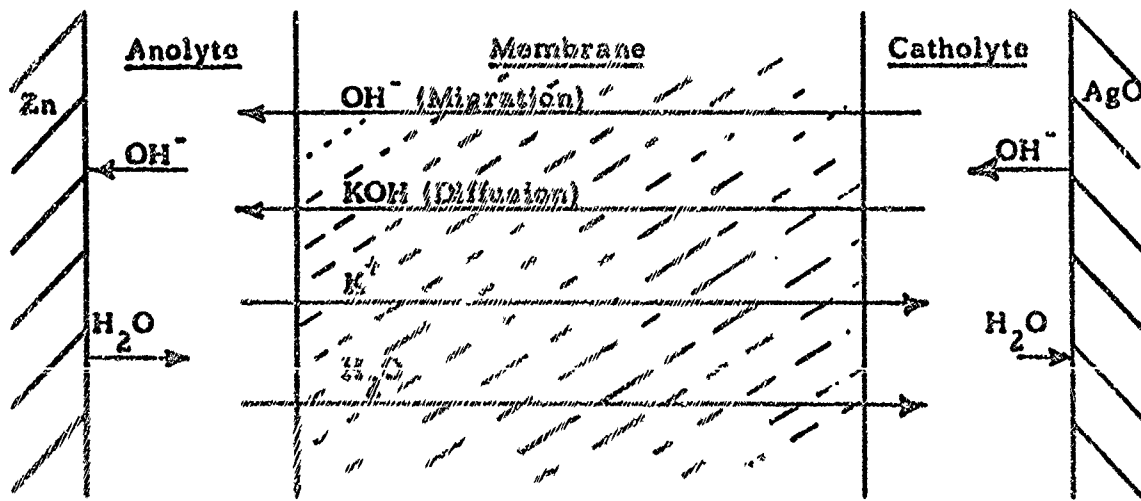 Anolyte Membrane Catholyte
Zn OH⁻ (Migration) AgO
OH⁻ OH⁻
KOH (Diffusion)
K⁺
H₂O H₂O
H₂O